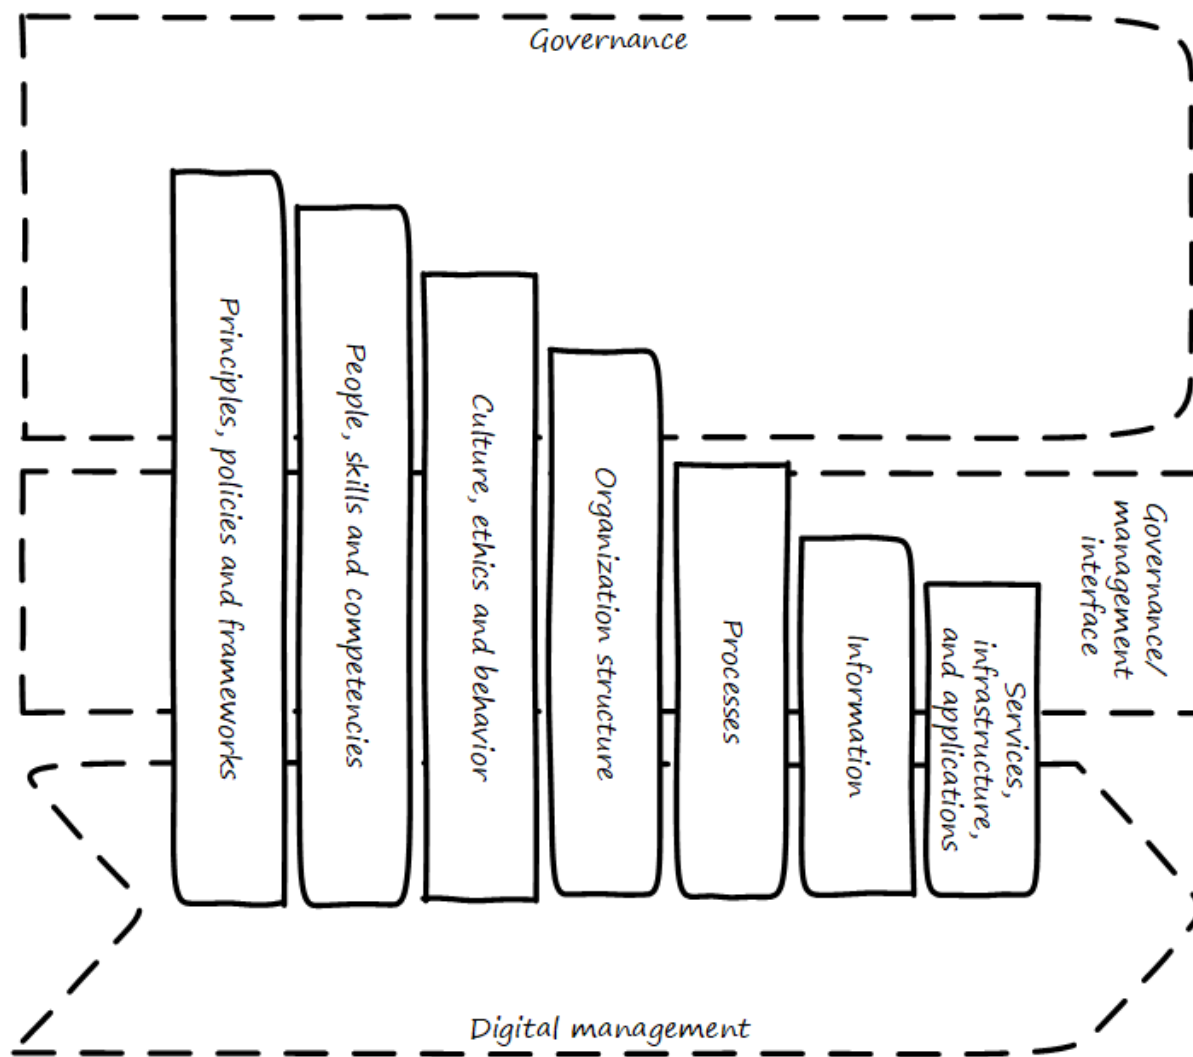 Governance
Principles, policies and frameworks
People, skills and competencies
Culture, ethics and behavior
Organization structure
Processes
Information
Services,
infrastructure,
and applications
Governance/
management
interface
Digital management